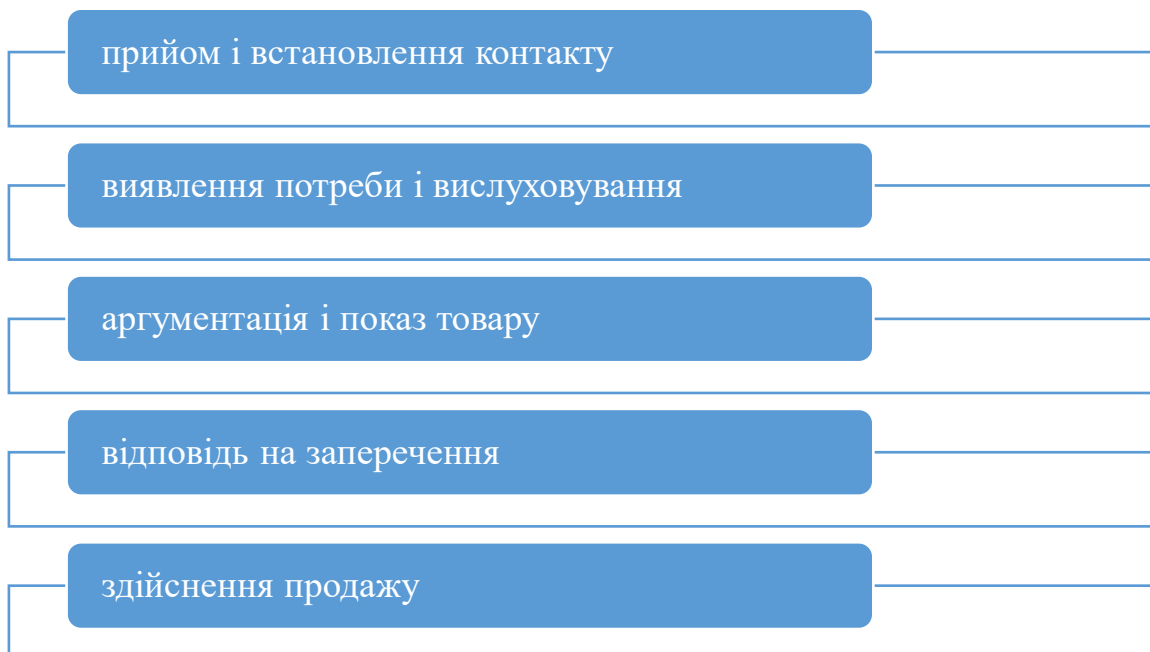 прийом і встановлення контакту
виявлення потреби і вислуховування
аргументація і показ товару
відповідь на заперечення
здійснення продажу